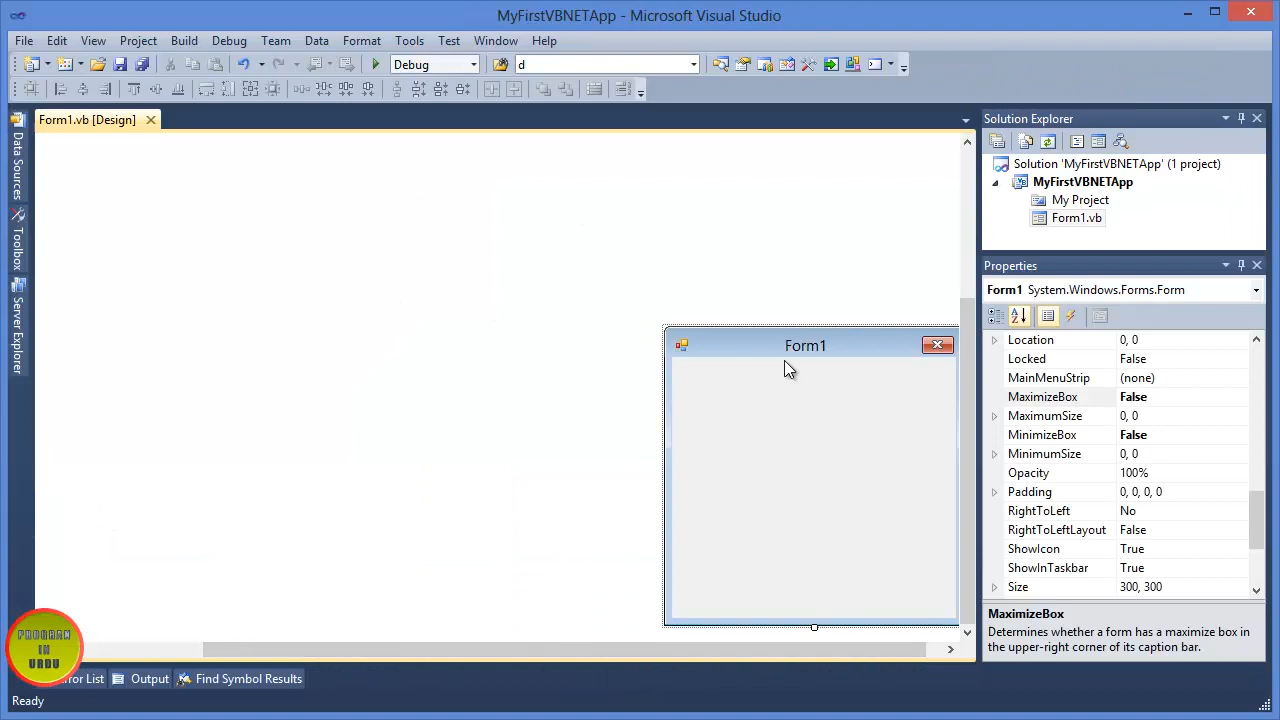 MyFirstVBNETApp - Microsoft Visual Studio
File Edit View Project Build Debug Team Data Format Tools Test Window Help
Debug d
Form1.vb [Design]
Data Sources
Toolbox
Server Explorer
Form1
Solution Explorer
Solution 'MyFirstVBNETApp' (1 project)
MyFirstVBNETApp
My Project
Form1.vb
Properties
Form1 System.Windows.Forms.Form
Location 0, 0
Locked False
MainMenuStrip (none)
MaximizeBox False
MaximumSize 0, 0
MinimizeBox False
MinimumSize 0, 0
Opacity 100%
Padding 0, 0, 0, 0
RightToLeft No
RightToLeftLayout False
ShowIcon True
ShowInTaskbar True
Size 300, 300
MaximizeBox
Determines whether a form has a maximize box in
the upper-right corner of its caption bar.
PROGRAM
IN
URDU
rror List Output Find Symbol Results
Ready